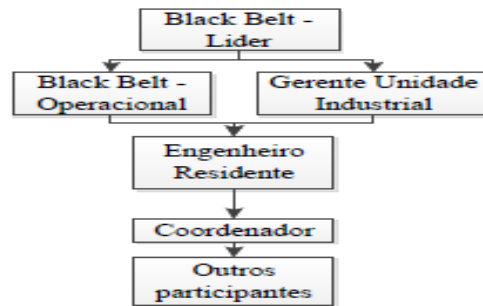 Black Belt -
Lider
Black Belt -
Operacional
Gerente Unidade
Industrial
Engenheiro
Residente
Coordenador
Outros
participantes